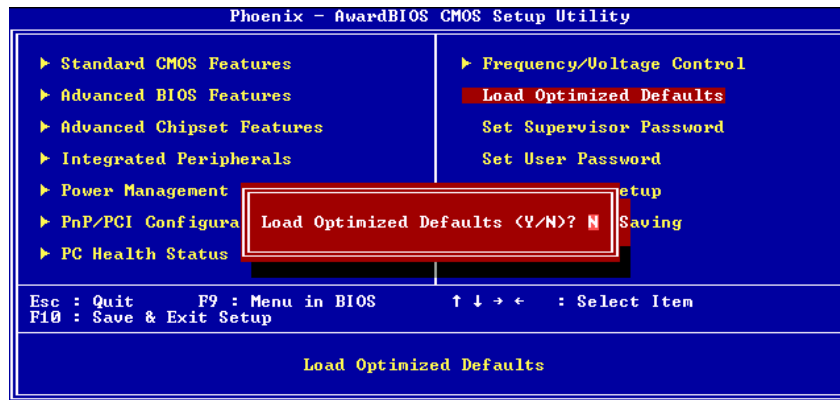 Phoenix - AwardBIOS CMOS Setup Utility
Standard CMOS Features
Advanced BIOS Features
Advanced Chipset Features
Integrated Peripherals
Power Management
PnP/PCI Configura
PC Health Status
Frequency/Voltage Control
Load Optimized Defaults
Set Supervisor Password
Set User Password
etup
Saving
Load Optimized Defaults (Y/N)? N
Esc : Quit F9 : Menu in BIOS ↑ ↓ → ← : Select Item
F10 : Save & Exit Setup
Load Optimized Defaults